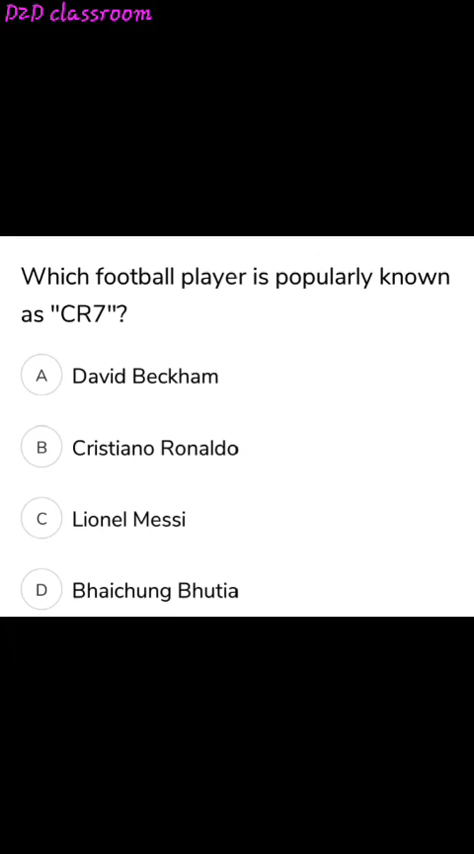 D2D classroom
Which football player is popularly known
as "CR7"?
A David Beckham
B Cristiano Ronaldo
C Lionel Messi
D Bhaichung Bhutia